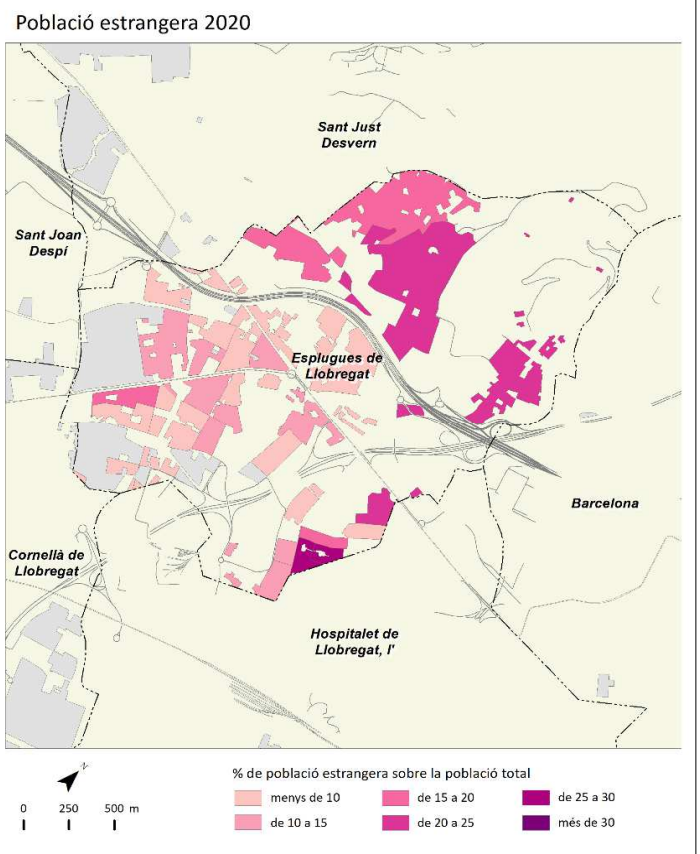 Població estrangera 2020
Sant Just
Desvern
Sant Joan
Despí
Esplugues de
Llobregat
Barcelona
Cornellà de
Llobregat
Hospitalet de
Llobregat, l'
N
0 250 500 m
% de població estrangera sobre la població total
menys de 10
de 15 a 20
de 25 a 30
de 10 a 15
de 20 a 25
més de 30